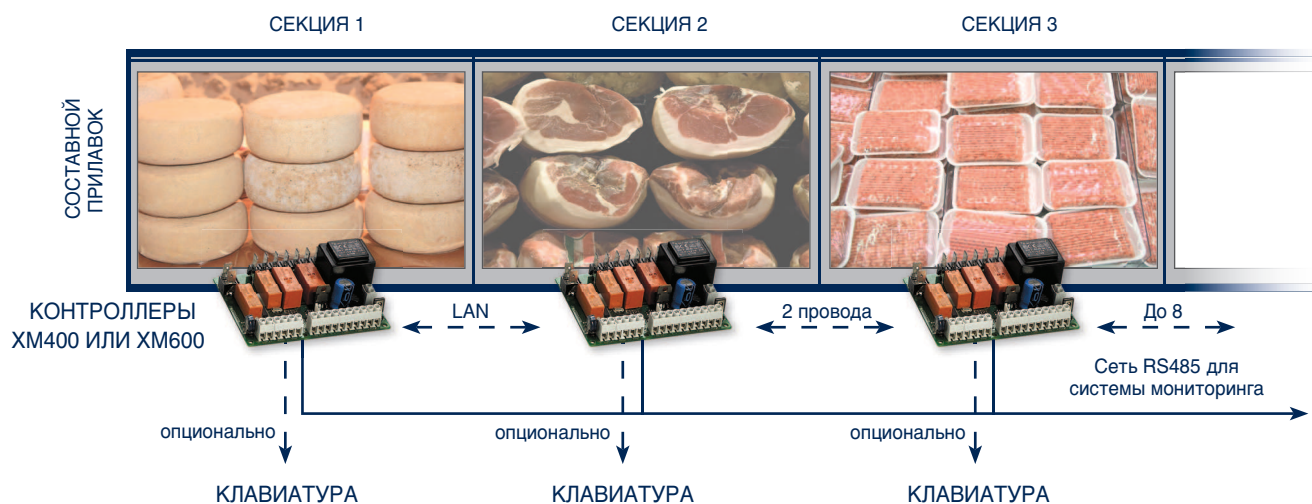 СЕКЦИЯ 1
СЕКЦИЯ 2
СЕКЦИЯ 3
СОСТАВНОЙ
ПРИЛАВОК
КОНТРОЛЛЕРЫ
XM400 ИЛИ XM600
LAN
2 провода
До 8
Сеть RS485 для
системы мониторинга
опционально
опционально
опционально
КЛАВИАТУРА
КЛАВИАТУРА
КЛАВИАТУРА